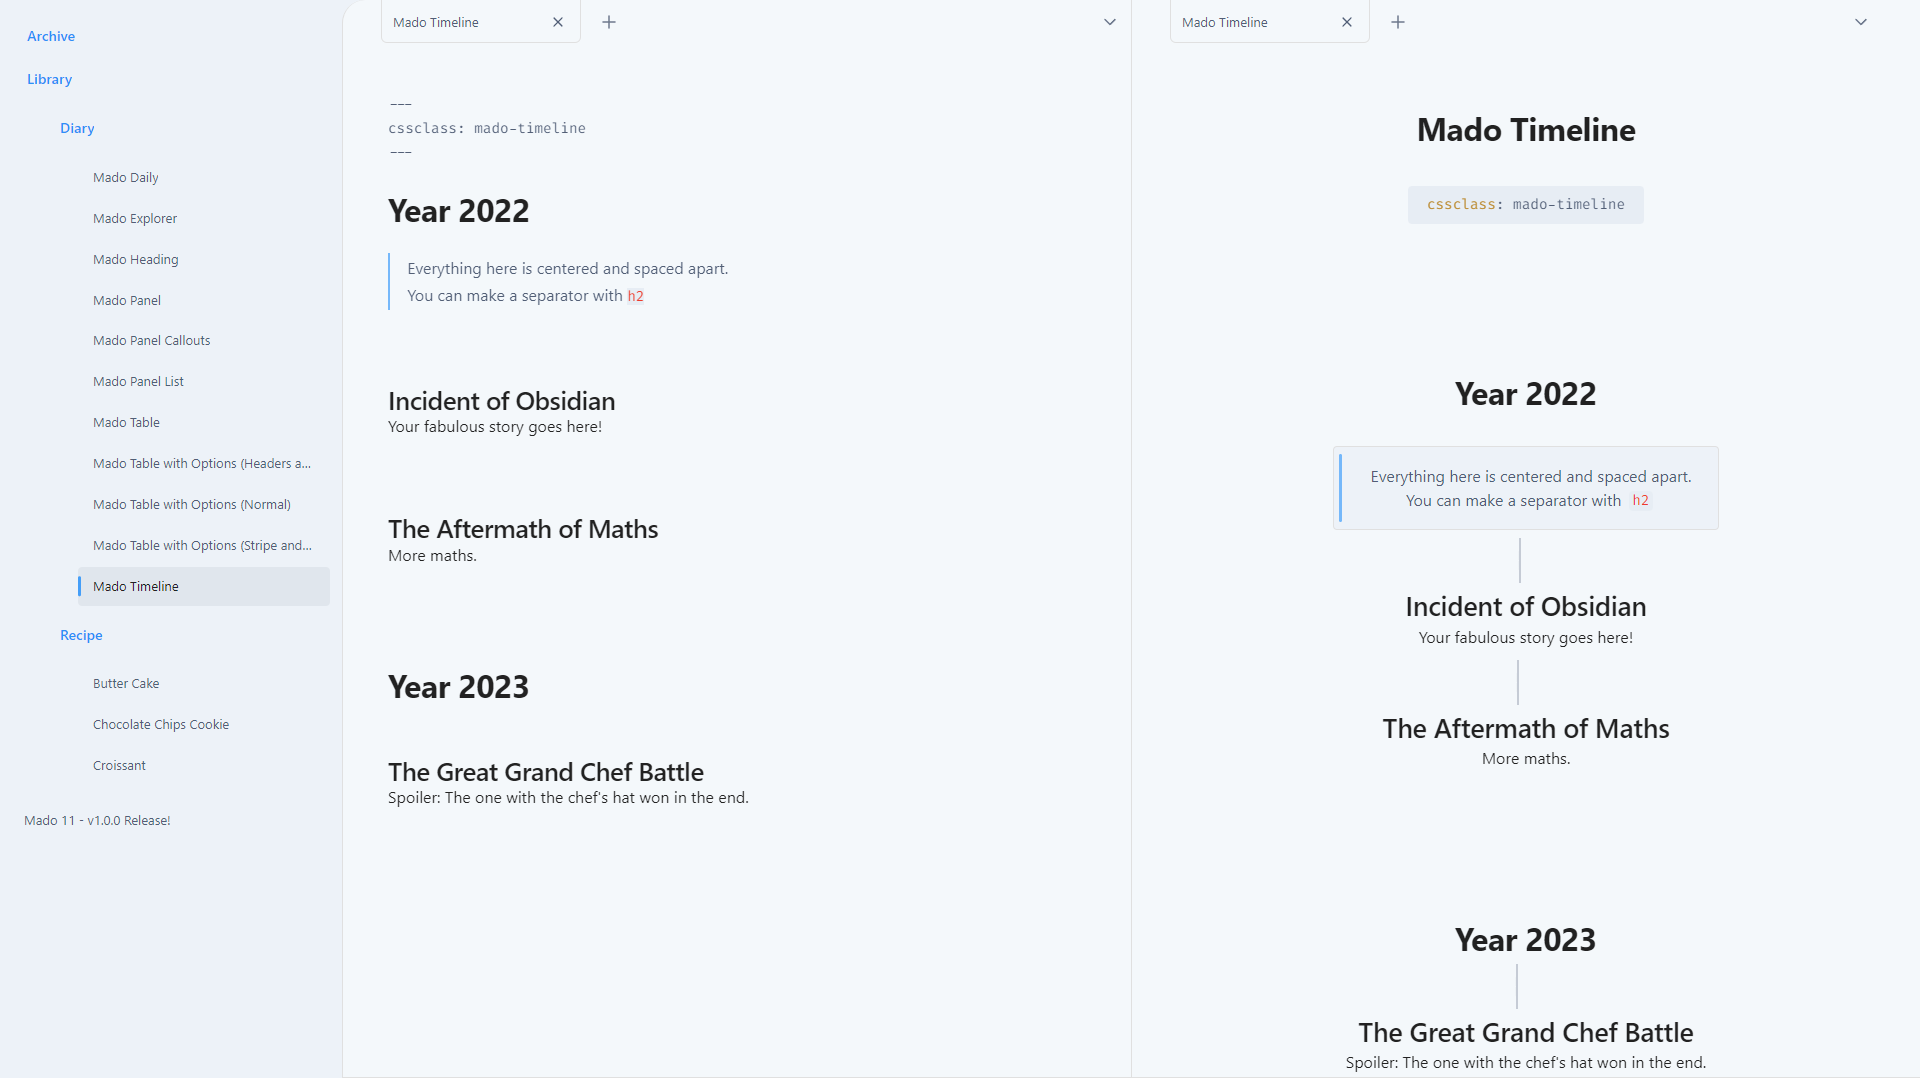 Archive
Library
Diary
Mado Daily
Mado Explorer
Mado Heading
Mado Panel
Mado Panel Callouts
Mado Panel List
Mado Table
Mado Table with Options (Headers a...
Mado Table with Options (Normal)
Mado Table with Options (Stripe and...
Mado Timeline
Recipe
Butter Cake
Chocolate Chips Cookie
Croissant
Mado 11 - v1.0.0 Release!
Mado Timeline
---
cssclass: mado-timeline
---
Year 2022
Everything here is centered and spaced apart.
You can make a separator with h2
Incident of Obsidian
Your fabulous story goes here!
The Aftermath of Maths
More maths.
Year 2023
The Great Grand Chef Battle
Spoiler: The one with the chef's hat won in the end.
Mado Timeline
Mado Timeline
cssclass: mado-timeline
Year 2022
Everything here is centered and spaced apart.
You can make a separator with h2
Incident of Obsidian
Your fabulous story goes here!
The Aftermath of Maths
More maths.
Year 2023
The Great Grand Chef Battle
Spoiler: The one with the chef's hat won in the end.